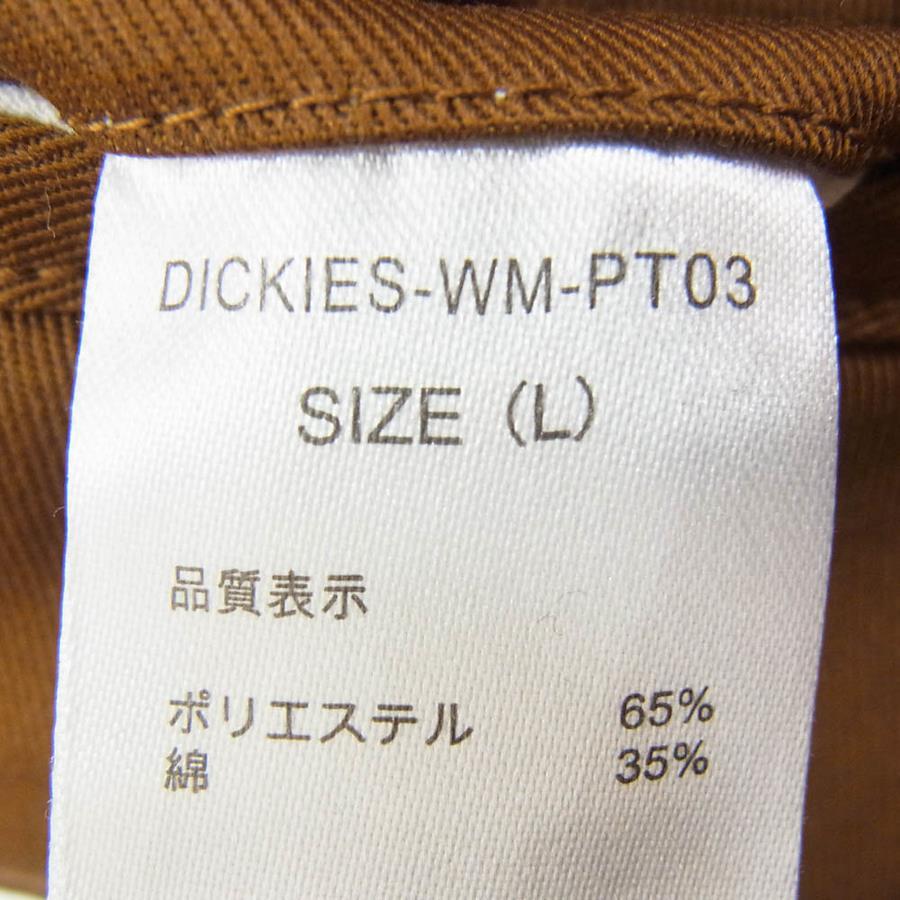 DICKIES-WM-PT03
SIZE (L)
品質表示
ポリエステル 65%
綿 35%